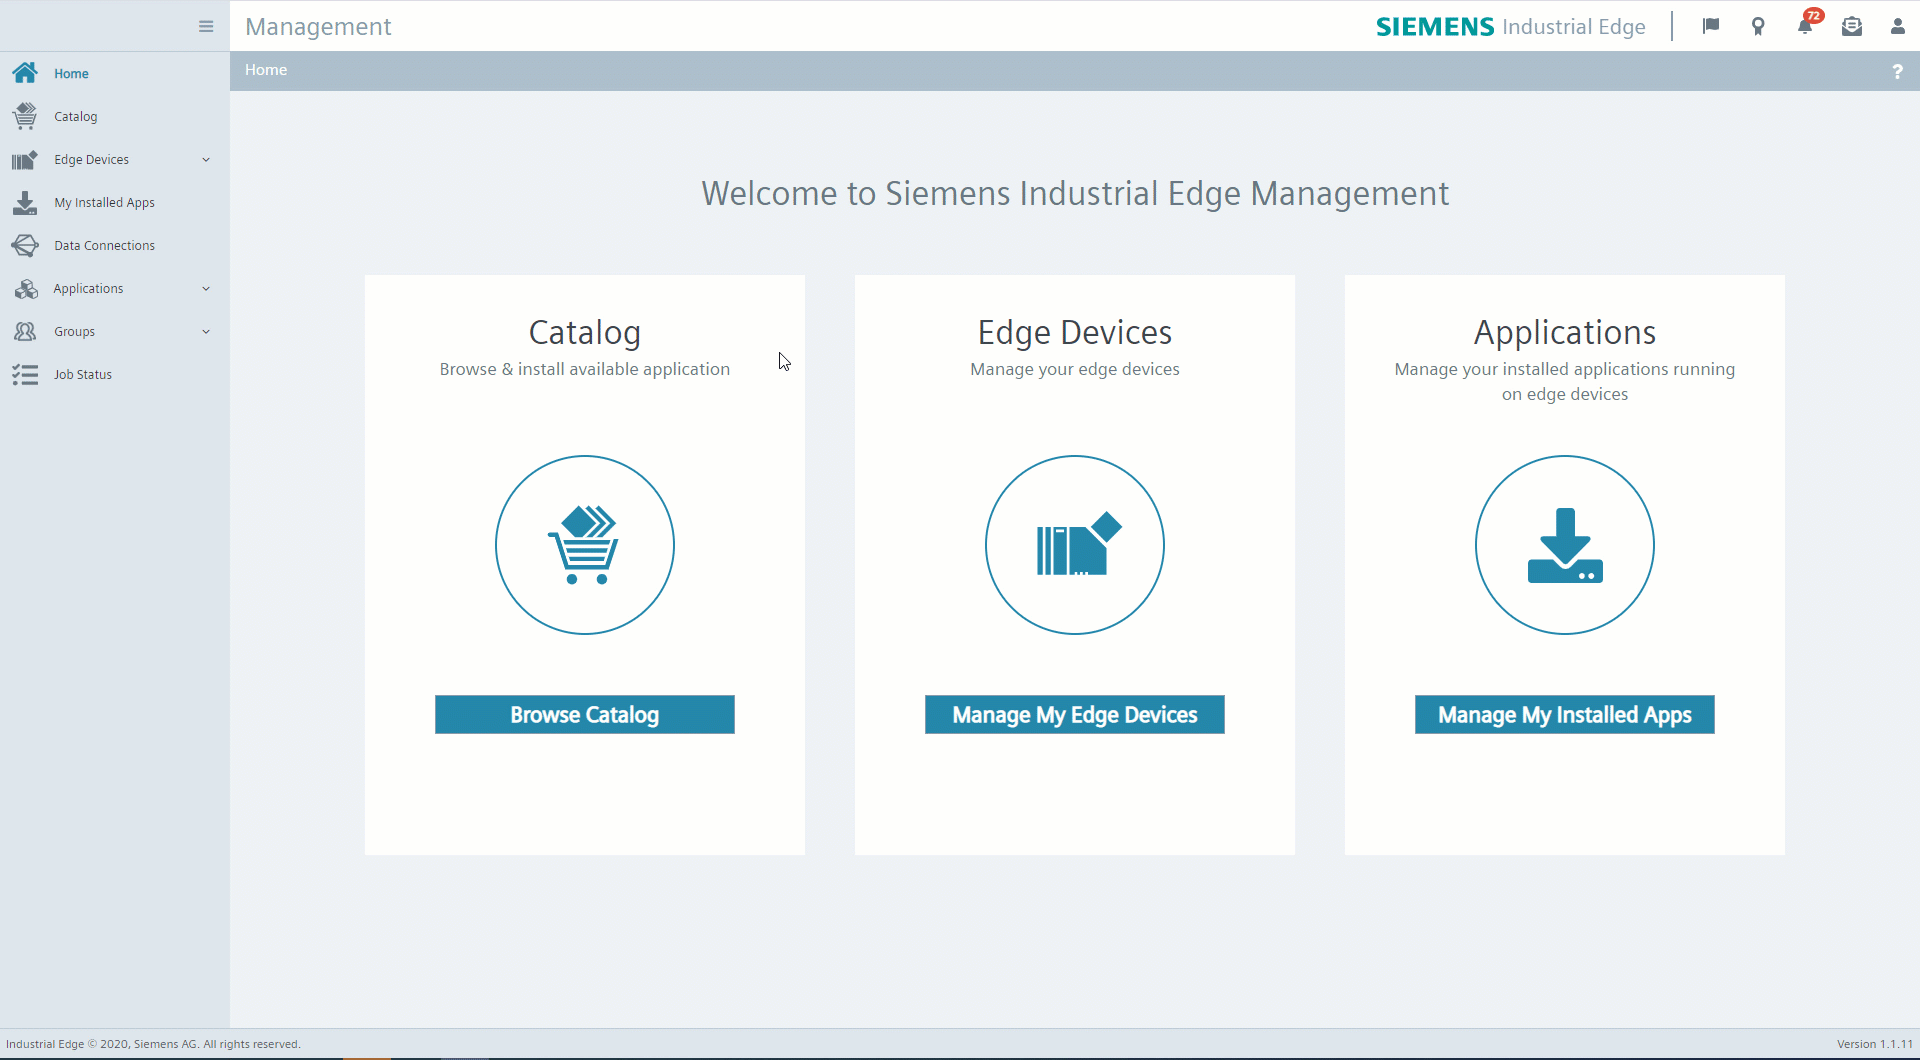 Management
SIEMENS Industrial Edge
72
Home
Catalog
Edge Devices
My Installed Apps
Data Connections
Applications
Groups
Job Status
Home
?
Welcome to Siemens Industrial Edge Management
Catalog
Browse & install available application
Browse Catalog
Edge Devices
Manage your edge devices
Manage My Edge Devices
Applications
Manage your installed applications running
on edge devices
Manage My Installed Apps
Industrial Edge © 2020, Siemens AG. All rights reserved.
Version 1.1.11